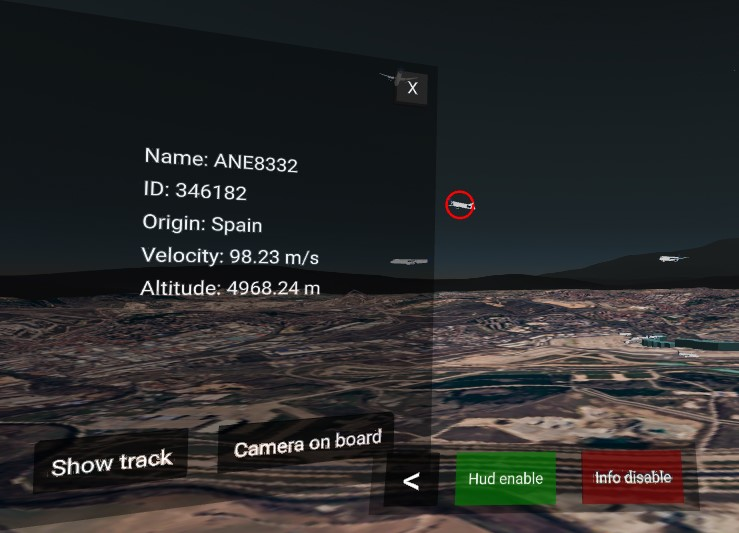 X
Name: ANE8332
ID: 346182
Origin: Spain
Velocity: 98.23 m/s
Altitude: 4968.24 m
Show track
Camera on board
<
Hud enable
Info disable